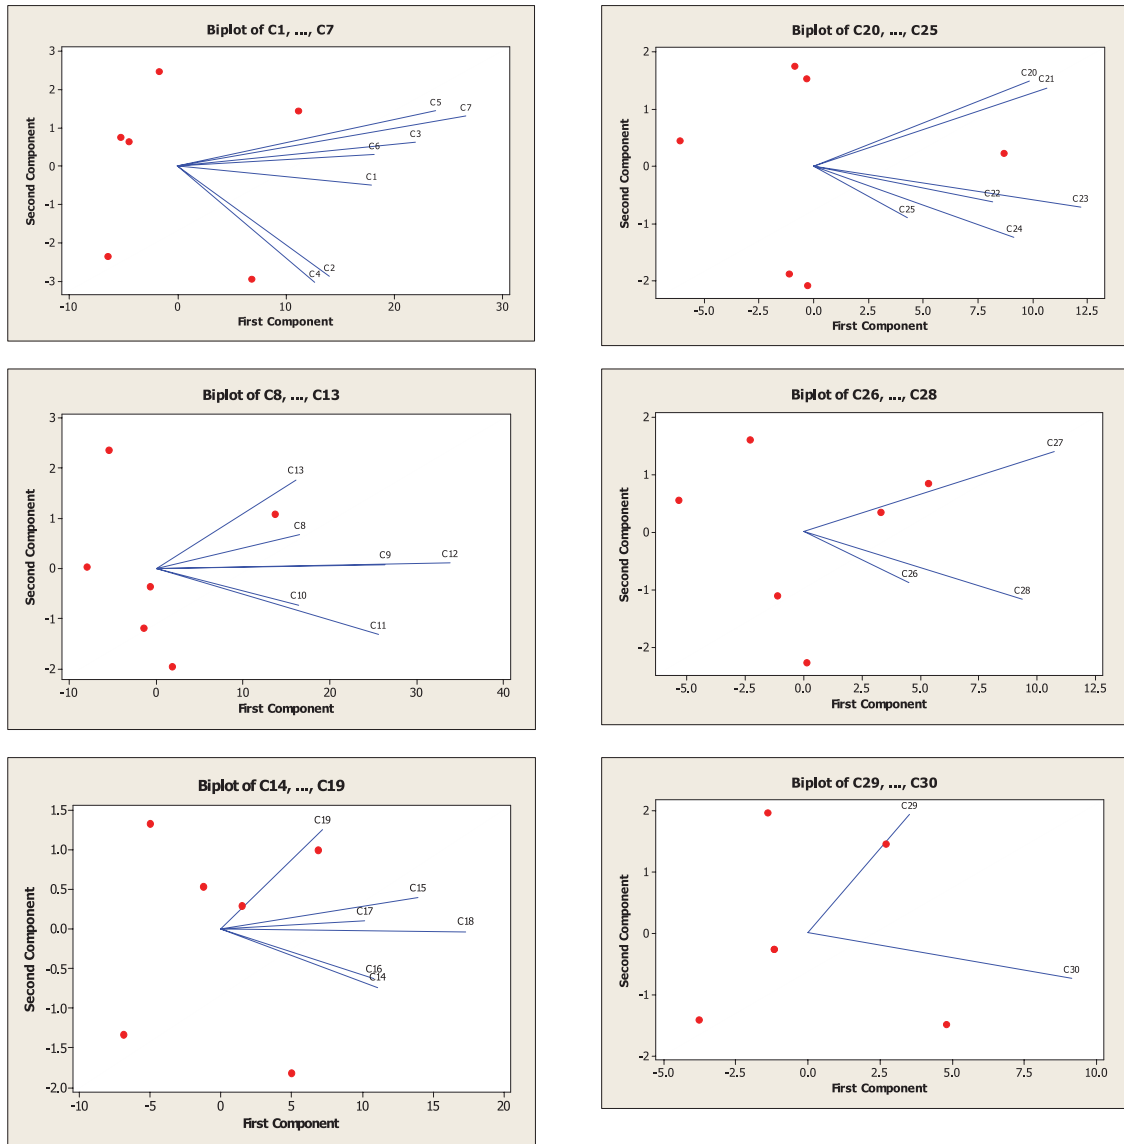 Biplot of C1, ..., C7
Second Component
3
2
1
0
-1
-2
-3
-10
0
10
20
30
First Component
C5
C7
C3
C6
C1
C2
C4
Biplot of C20, ..., C25
Second Component
2
1
0
-1
-2
-5.0
-2.5
0.0
2.5
5.0
7.5
10.0
12.5
First Component
C20
C21
C22
C23
C25
C24
Biplot of C8, ..., C13
Second Component
3
2
1
0
-1
-2
-10
0
10
20
30
40
First Component
C13
C8
C9
C12
C10
C11
Biplot of C26, ..., C28
Second Component
2
1
0
-1
-2
-5.0
-2.5
0.0
2.5
5.0
7.5
10.0
12.5
First Component
C27
C26
C28
Biplot of C14, ..., C19
Second Component
1.5
1.0
0.5
0.0
-0.5
-1.0
-1.5
-2.0
-10
-5
0
5
10
15
20
First Component
C19
C15
C17
C18
C16
C14
Biplot of C29, ..., C30
Second Component
2
1
0
-1
-2
-5.0
-2.5
0.0
2.5
5.0
7.5
10.0
First Component
C29
C30